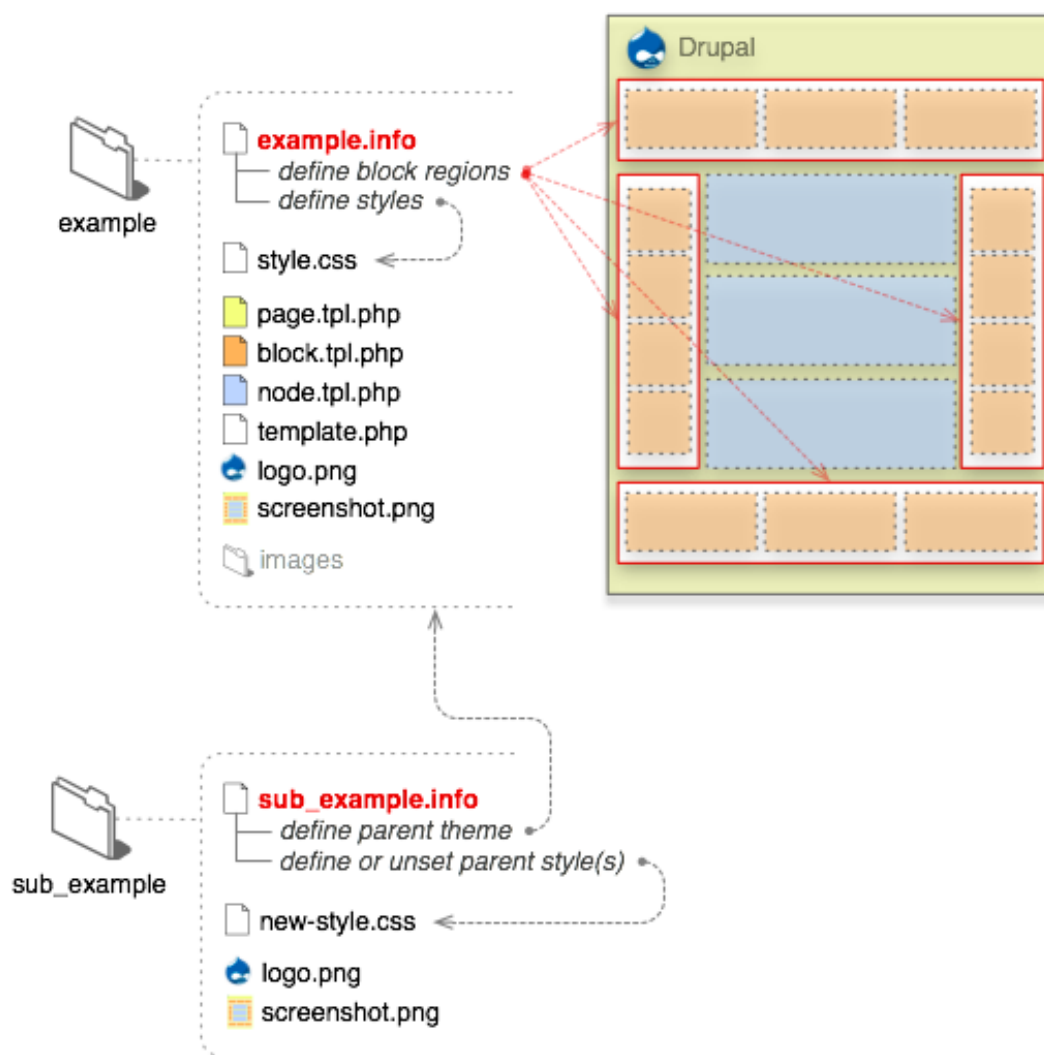 Drupal
example
example.info
define block regions
define styles
style.css
page.tpl.php
block.tpl.php
node.tpl.php
template.php
logo.png
screenshot.png
images
sub_example
sub_example.info
define parent theme
define or unset parent style(s)
new-style.css
logo.png
screenshot.png